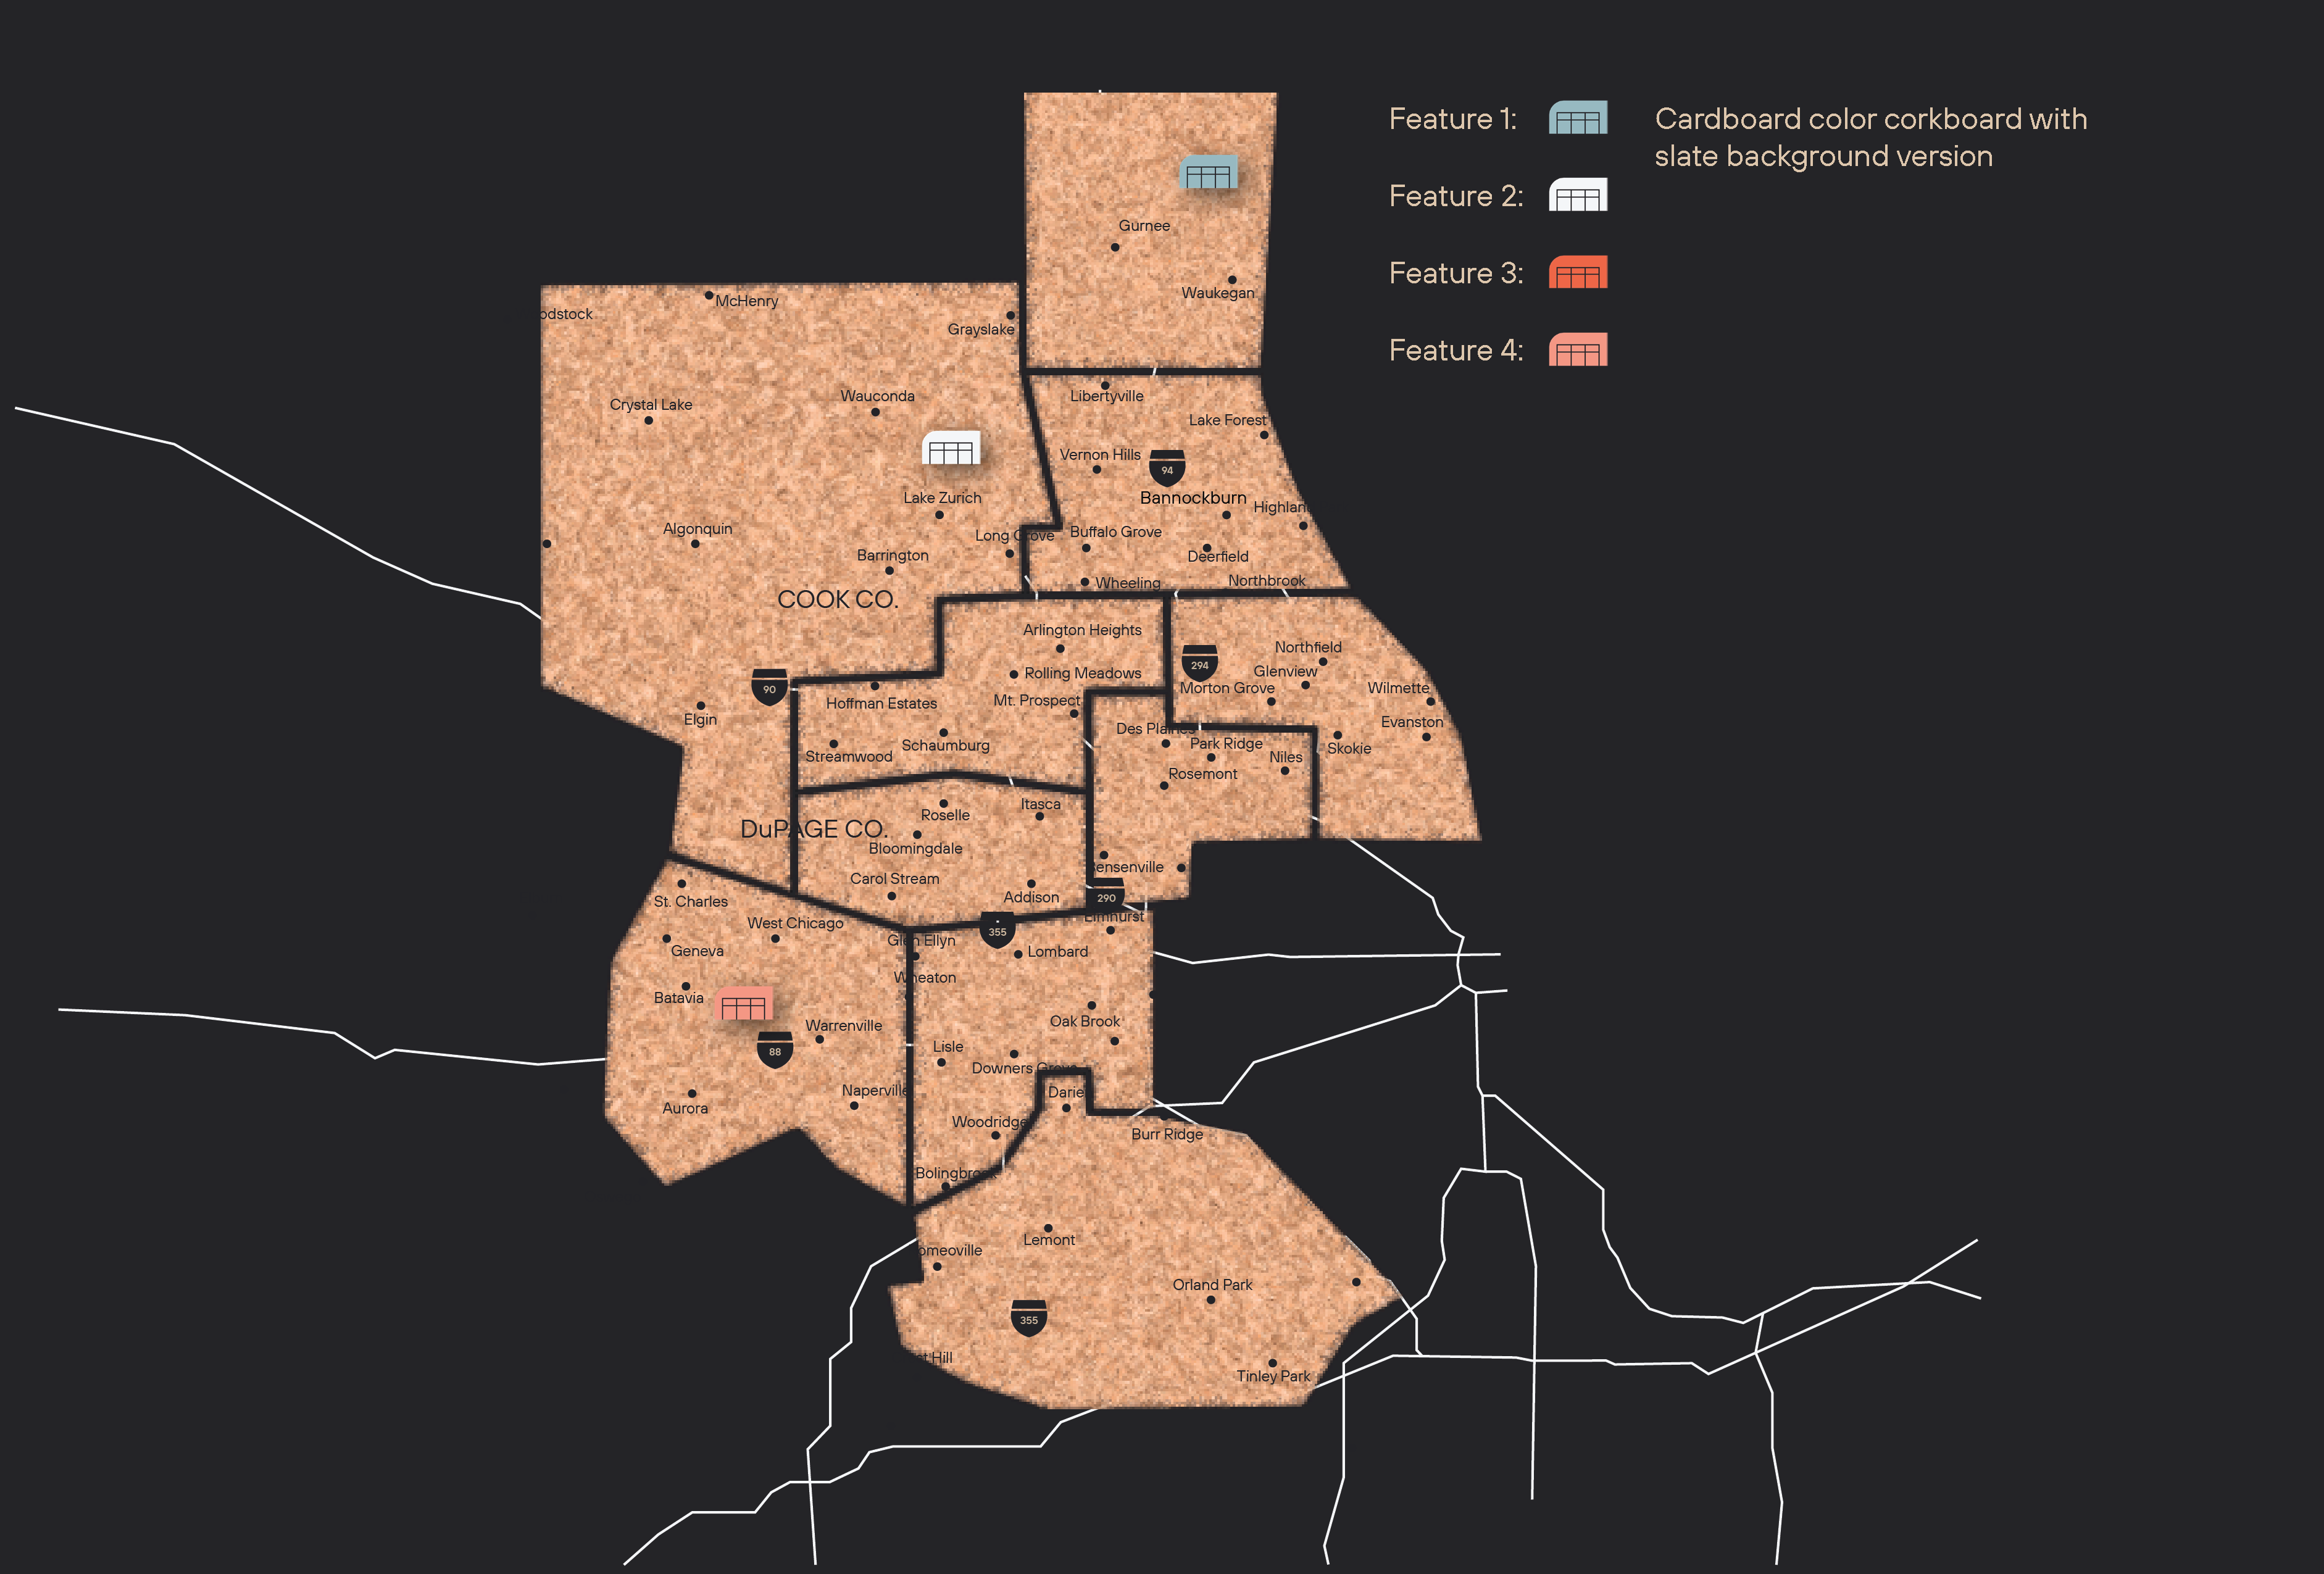 Feature 1:
Cardboard color corkboard with
slate background version
Feature 2:
Feature 3:
Feature 4:
Gurnee
Waukegan
McHenry
odstock
Grayslake
Crystal Lake
Wauconda
Libertyville
Lake Forest
Vernon Hills
94
Lake Zurich
Bannockburn
Highlan
Algonquin
Long Grove
Buffalo Grove
Barrington
Deerfield
Wheeling
Northbrook
COOK CO.
Arlington Heights
Northfield
294
Rolling Meadows
Glenview
90
Morton Grove
Wilmette
Hoffman Estates
Mt. Prospect
Elgin
Evanston
Des Plaines
Schaumburg
Park Ridge
Skokie
Streamwood
Niles
Rosemont
Itasca
Roselle
DuPAGE CO.
Bloomingdale
Bensenville
Carol Stream
Addison
290
St. Charles
Elmhurst
West Chicago
355
Glen Ellyn
Geneva
Lombard
Wheaton
Batavia
Oak Brook
Warrenville
Lisle
88
Downers Grove
Naperville
Darie
Aurora
Woodridge
Burr Ridge
Bolingbroo
Lemont
omeoville
Orland Park
355
t Hill
Tinley Park